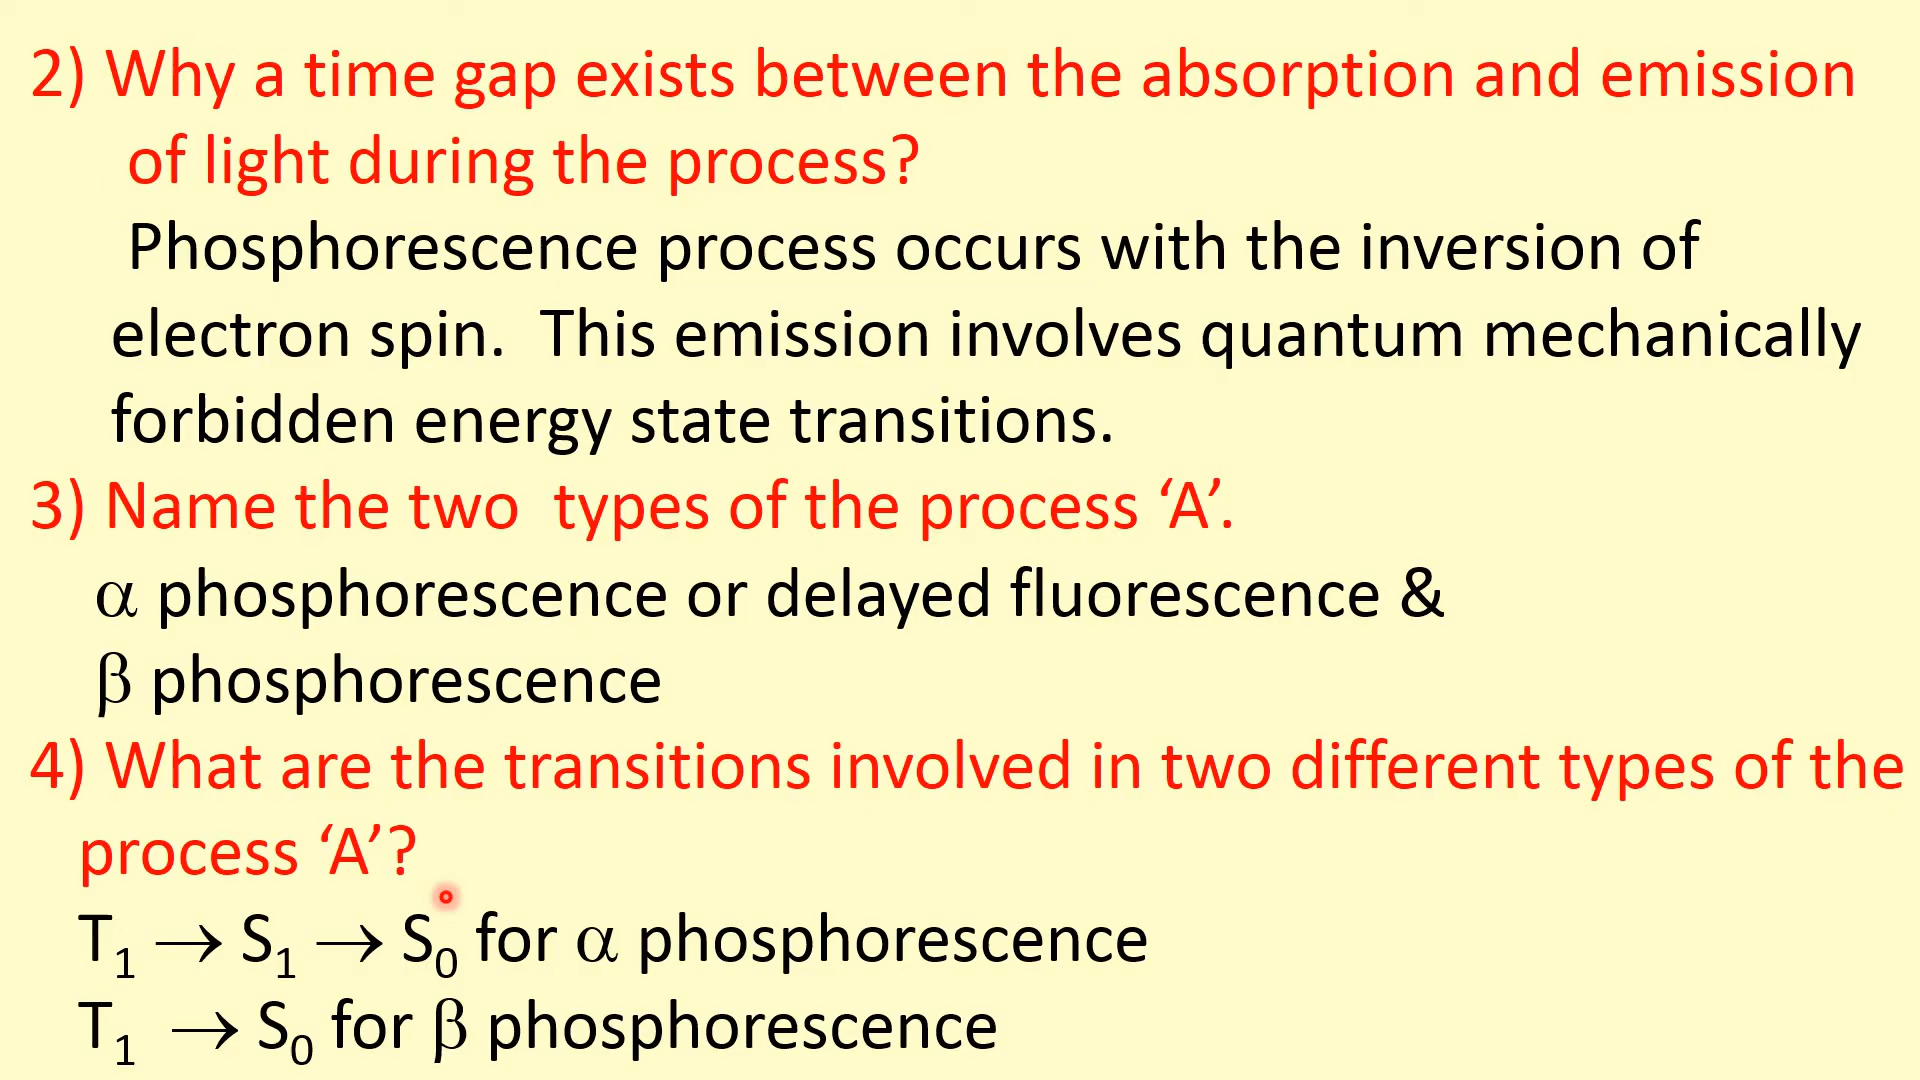 2) Why a time gap exists between the absorption and emission
of light during the process?
Phosphorescence process occurs with the inversion of
electron spin.  This emission involves quantum mechanically
forbidden energy state transitions.
3) Name the two  types of the process ‘A’.
α phosphorescence or delayed fluorescence &
β phosphorescence
4) What are the transitions involved in two different types of the
process ‘A’?
T₁ → S₁ → S₀ for α phosphorescence
T₁ → S₀ for β phosphorescence